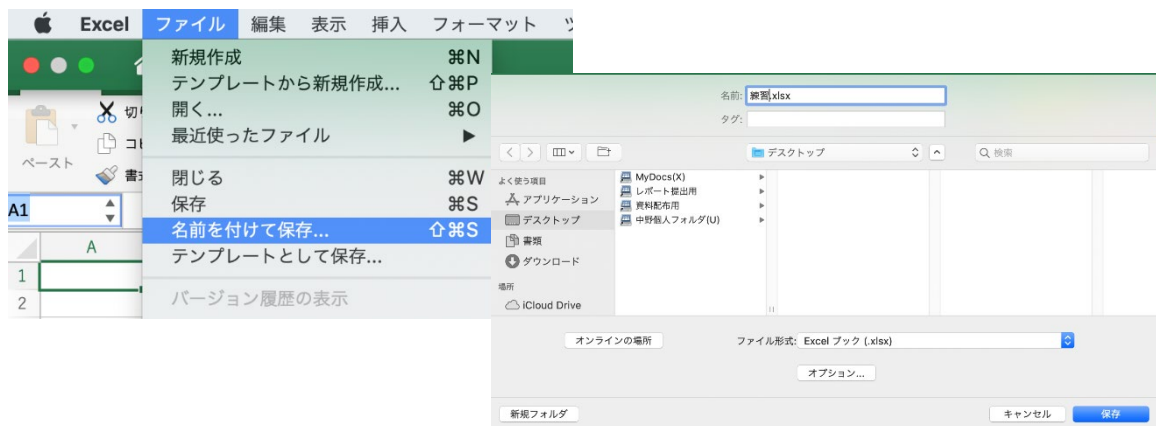 Excel ファイル 編集 表示 挿入 フォーマット
新規作成 ⌘N
テンプレートから新規作成... ⇧⌘P
開く... ⌘O
最近使ったファイル ▶
閉じる ⌘W
保存 ⌘S
名前を付けて保存... ⇧⌘S
テンプレートとして保存...
バージョン履歴の表示
ペースト
切り
コピ
書式
A1
A
1
2
名前: 練習.xlsx
タグ:
デスクトップ
検索
よく使う項目
アプリケーション
デスクトップ
書類
ダウンロード
場所
iCloud Drive
MyDocs(X)
レポート提出用
資料配布用
中野個人フォルダ(U)
オンラインの場所
ファイル形式: Excel ブック (.xlsx)
オプション...
新規フォルダ
キャンセル
保存